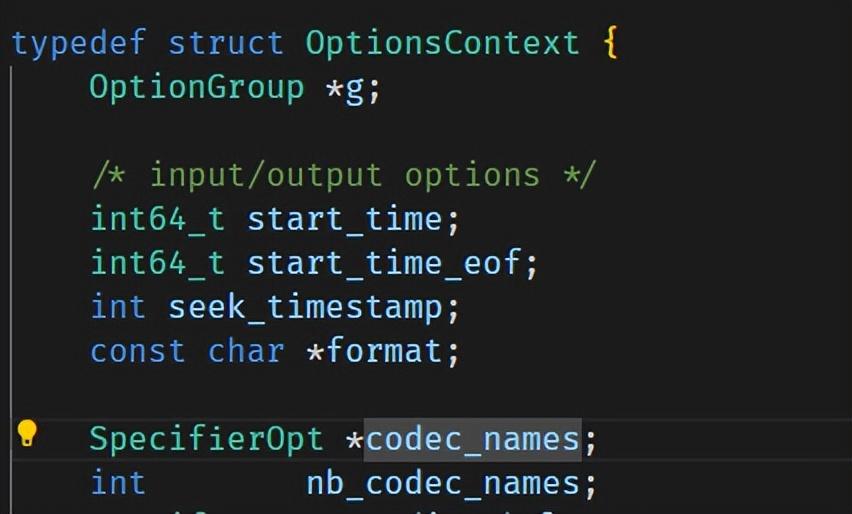 typedef struct OptionsContext {
    OptionGroup *g;

    /* input/output options */
    int64_t start_time;
    int64_t start_time_eof;
    int seek_timestamp;
    const char *format;

    SpecifierOpt *codec_names;
    int        nb_codec_names;